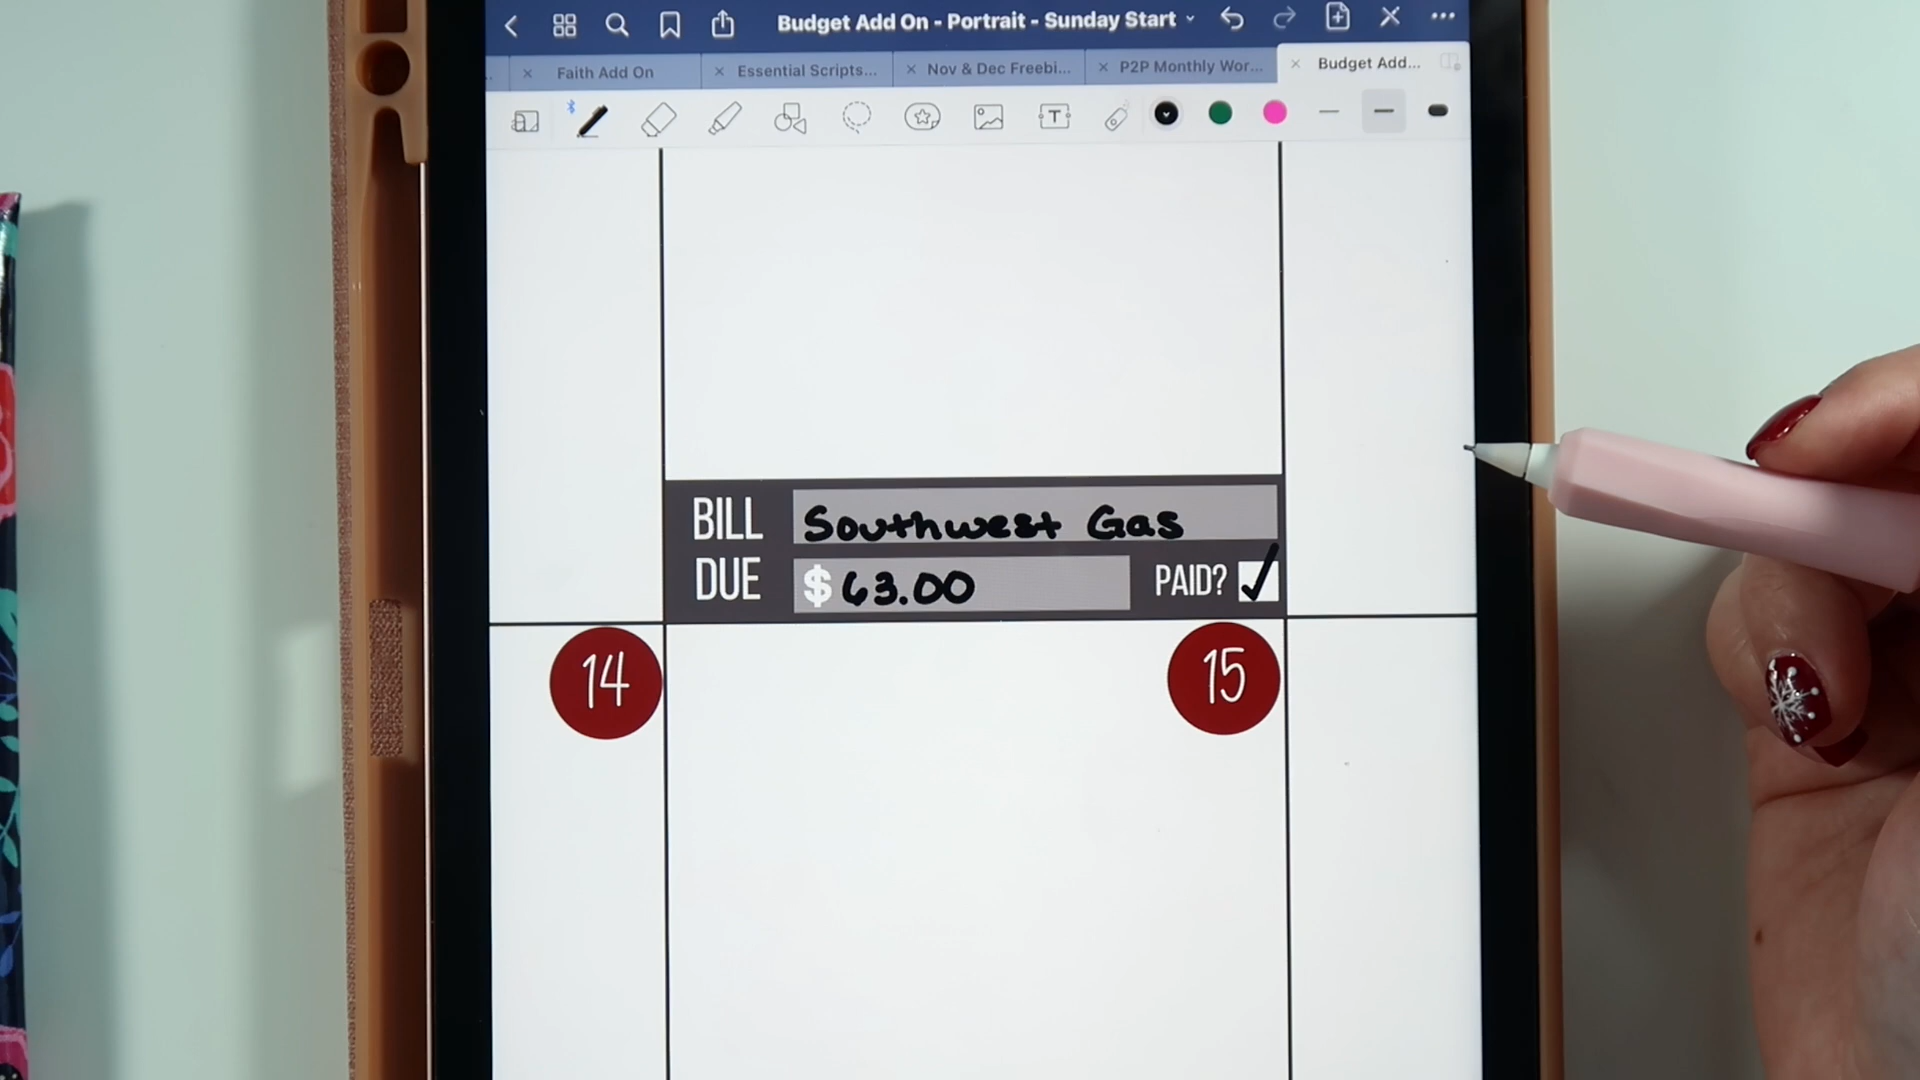 Budget Add On - Portrait - Sunday Start
Faith Add On
Essential Scripts...
Nov & Dec Freebi...
P2P Monthly Wor...
Budget Add...
T
BILL Southwest Gas
DUE $ 63.00 PAID? ✓
14
15